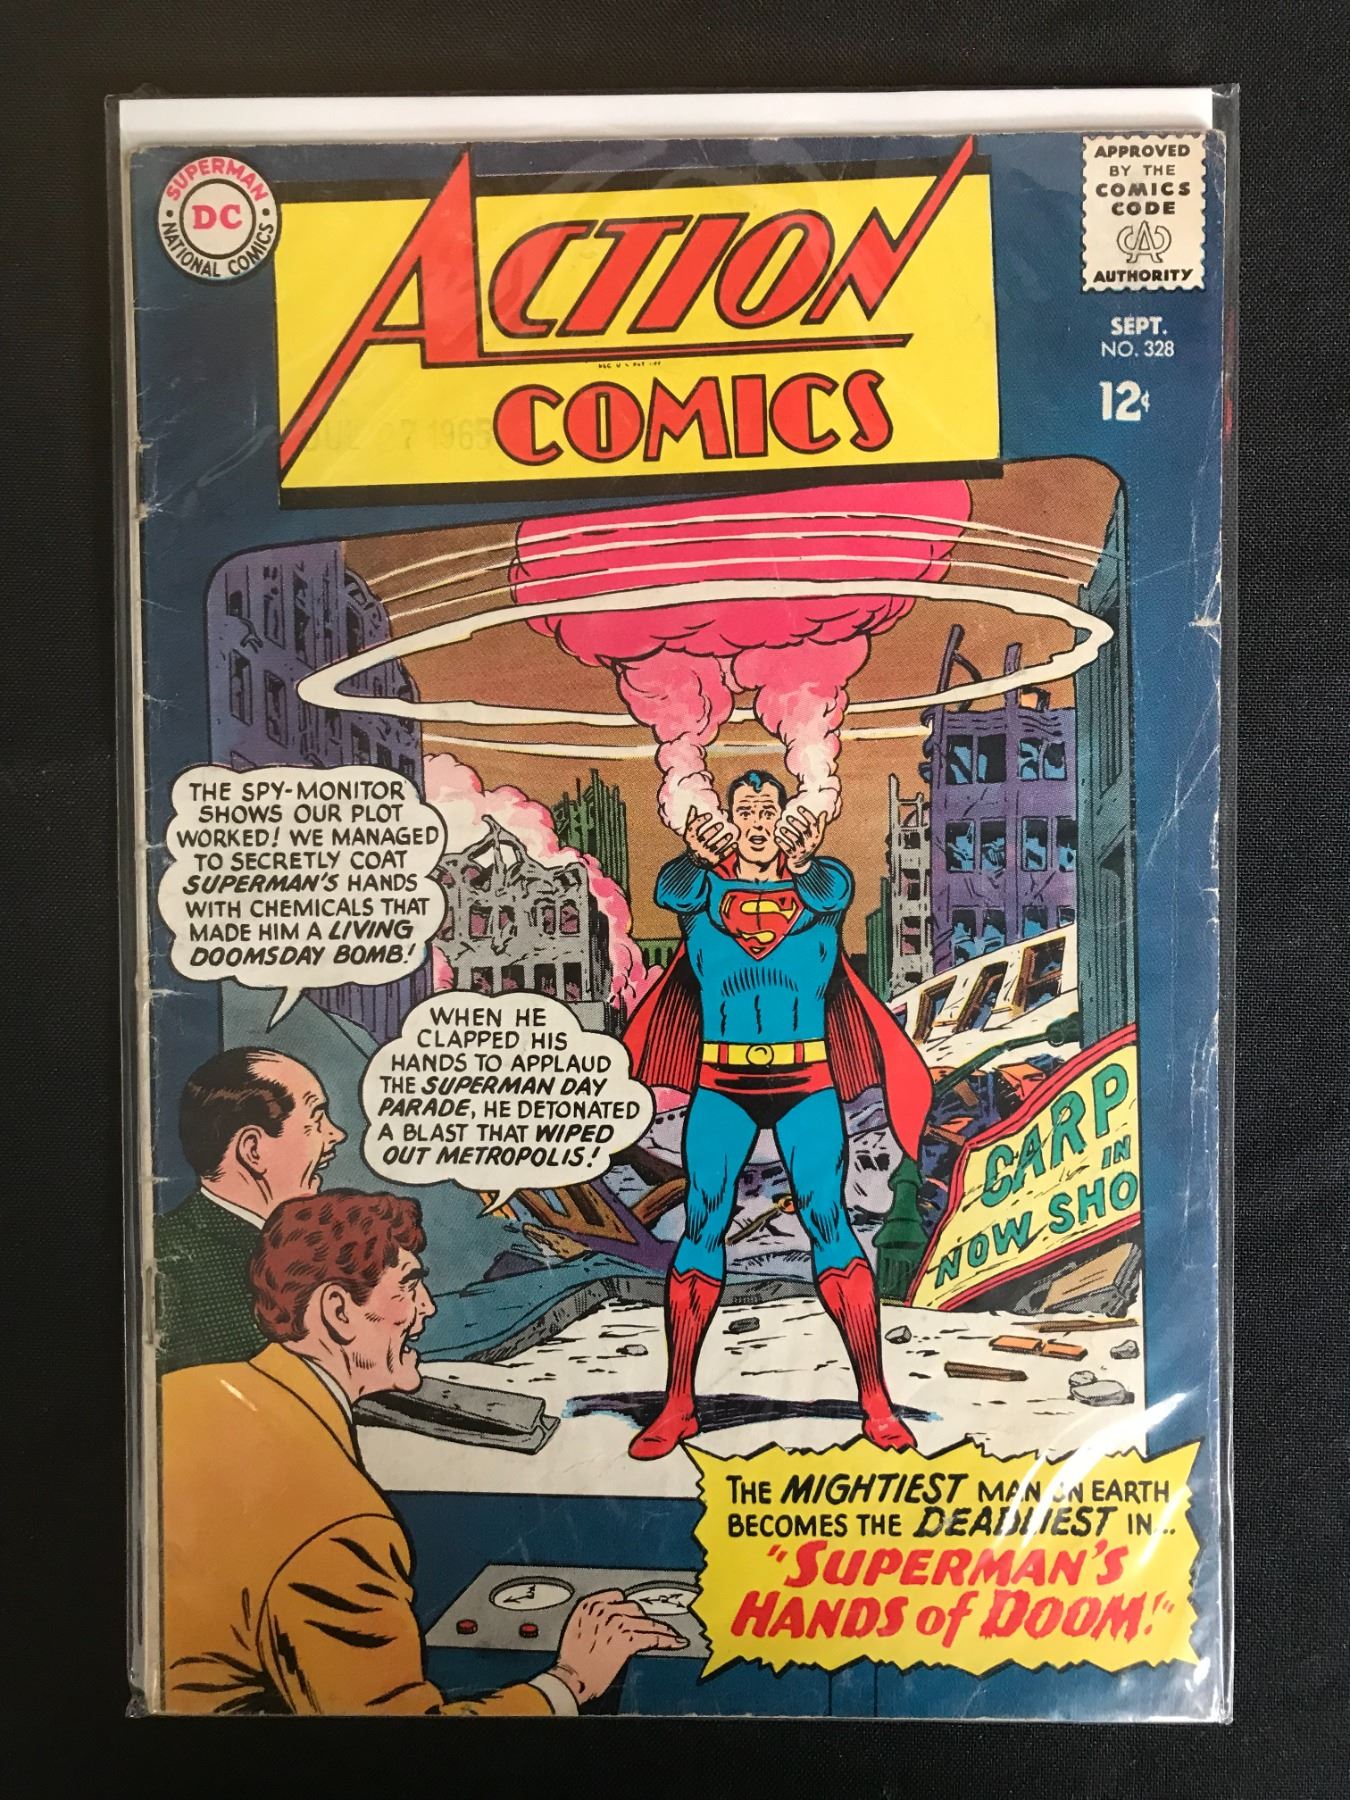 SUPERMAN
DC
NATIONAL COMICS
ACTION
COMICS
JUL 27 1965
APPROVED
BY THE
COMICS
CODE
CA
AUTHORITY
SEPT.
NO. 328
12¢
THE SPY-MONITOR
SHOWS OUR PLOT
WORKED! WE MANAGED
TO SECRETLY COAT
SUPERMAN'S HANDS
WITH CHEMICALS THAT
MADE HIM A LIVING
DOOMSDAY BOMB!
WHEN HE
CLAPPED HIS
HANDS TO APPLAUD
THE SUPERMAN DAY
PARADE, HE DETONATED
A BLAST THAT WIPED
OUT METROPOLIS!
S
CARP
IN
NOW SHO
THE MIGHTIEST MAN ON EARTH
BECOMES THE DEADLIEST IN...
"SUPERMAN'S
HANDS of DOOM!"